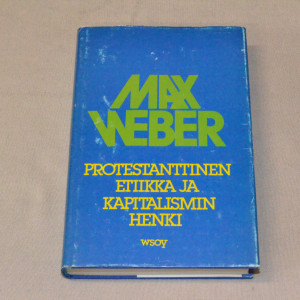 MAX
WEBER
PROTESTANTTINEN
ETIIKKA JA
KAPITALISMIN
HENKI
wsoy